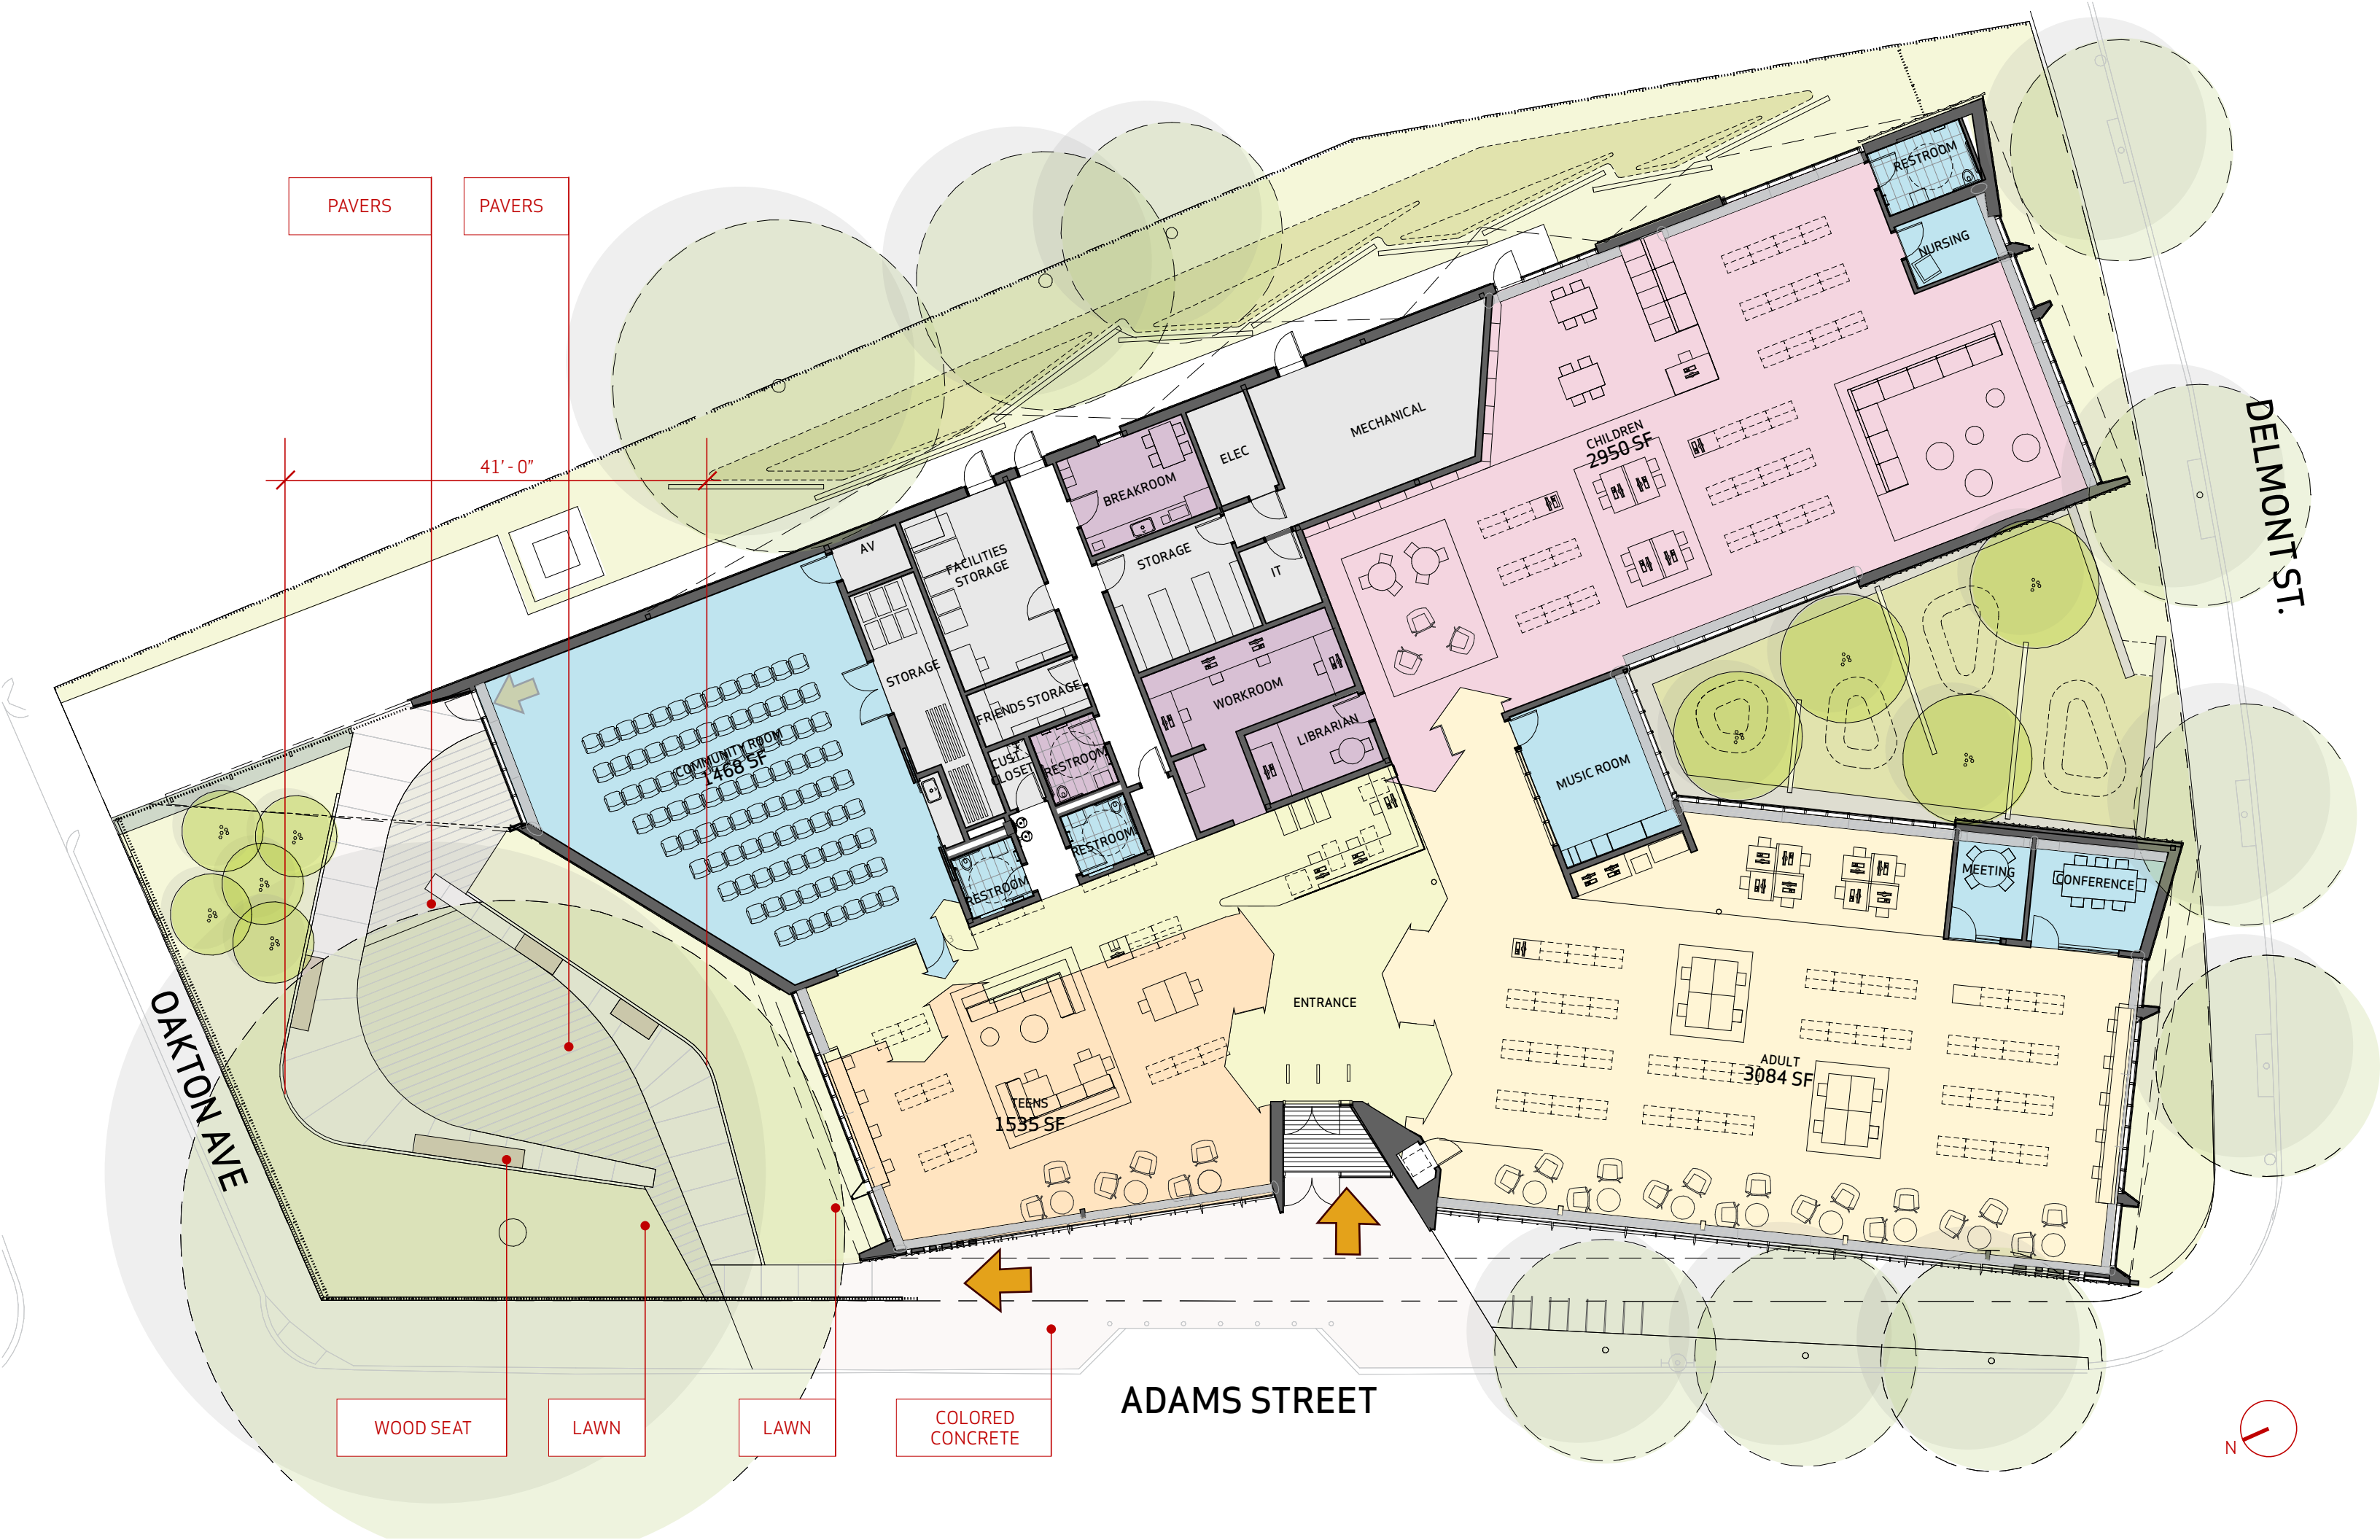 PAVERS
PAVERS
41'-0"
RESTROOM
NURSING
MECHANICAL
ELEC
BREAKROOM
CHILDREN
2950 SF
AV
FACILITIES
STORAGE
STORAGE
IT
DELMONT ST.
STORAGE
FRIENDS STORAGE
WORKROOM
LIBRARIAN
COMMUNITY ROOM
1468 SF
CUST.
CLOSET
RESTROOM
MUSIC ROOM
RESTROOM
RESTROOM
MEETING
CONFERENCE
ENTRANCE
OAKTON AVE
TEENS
1535 SF
ADULT
3084 SF
ADAMS STREET
WOOD SEAT
LAWN
LAWN
COLORED
CONCRETE
N